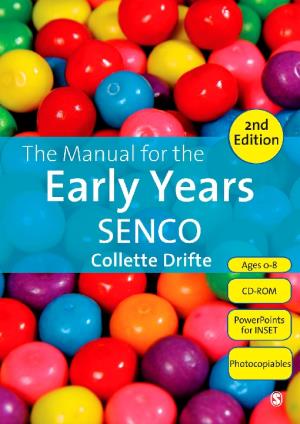 2nd
Edition
The Manual for the
Early Years
SENCO
Collette Drifte
Ages 0-8
CD-ROM
PowerPoints
for INSET
Photocopiables
S